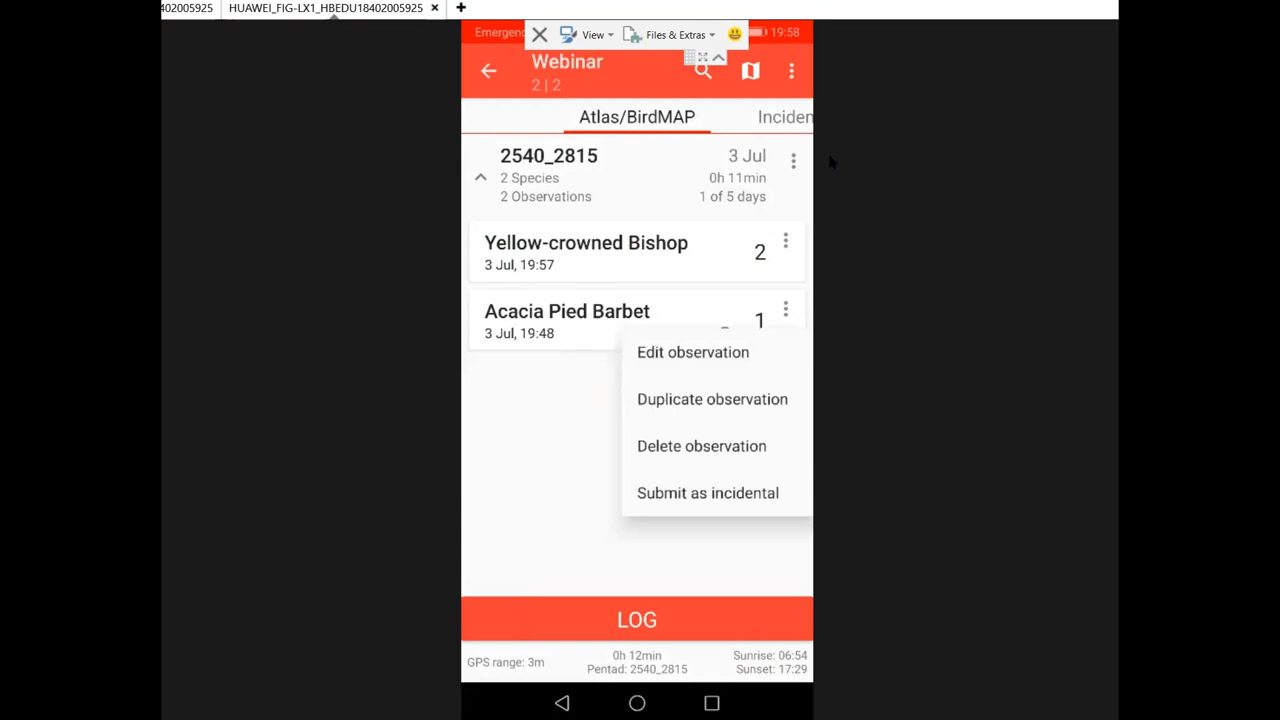 402005925
HUAWEI_FIG-LX1_HBEDU18402005925
Emergenc
View
Files & Extras
19:58
Webinar
2 | 2
Atlas/BirdMAP
Inciden
2540_2815
3 Jul
2 Species
0h 11min
2 Observations
1 of 5 days
Yellow-crowned Bishop
2
3 Jul, 19:57
Acacia Pied Barbet
1
3 Jul, 19:48
Edit observation
Duplicate observation
Delete observation
Submit as incidental
LOG
GPS range: 3m
0h 12min
Pentad: 2540_2815
Sunrise: 06:54
Sunset: 17:29